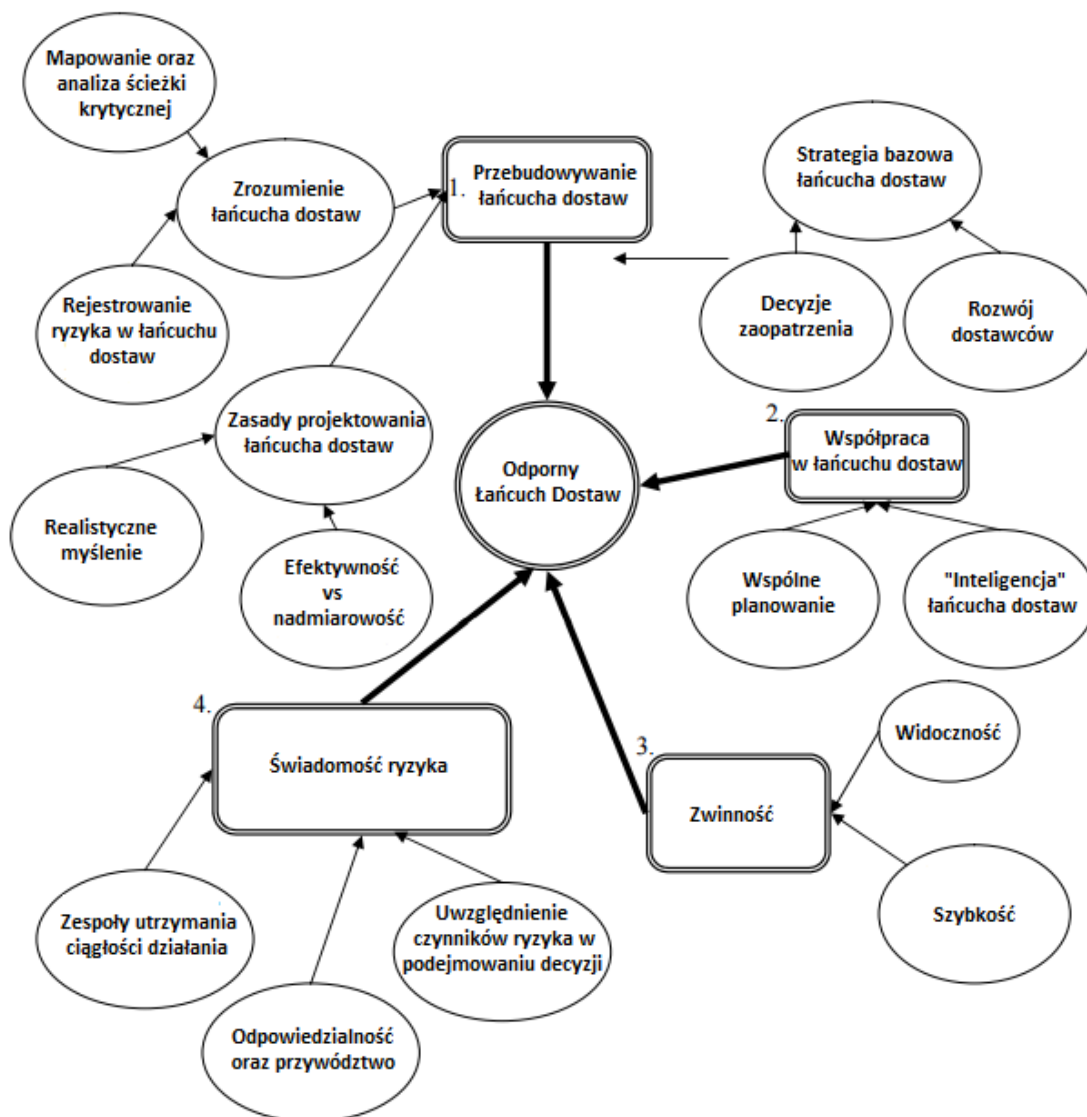 Mapowanie oraz
analiza ścieżki
krytycznej
Zrozumienie
łańcucha dostaw
1.
Przebudowywanie
łańcucha dostaw
Strategia bazowa
łańcucha dostaw
Rejestrowanie
ryzyka w łańcuchu
dostaw
Decyzje
zaopatrzenia
Rozwój
dostawców
Zasady projektowania
łańcucha dostaw
2.
Współpraca
w łańcuchu dostaw
Odporny
Łańcuch Dostaw
Realistyczne
myślenie
Efektywność
vs
nadmiarowość
Wspólne
planowanie
"Inteligencja"
łańcucha dostaw
4.
Świadomość ryzyka
3.
Zwinność
Widoczność
Szybkość
Zespoły utrzymania
ciągłości działania
Uwzględnienie
czynników ryzyka w
podejmowaniu decyzji
Odpowiedzialność
oraz przywództwo